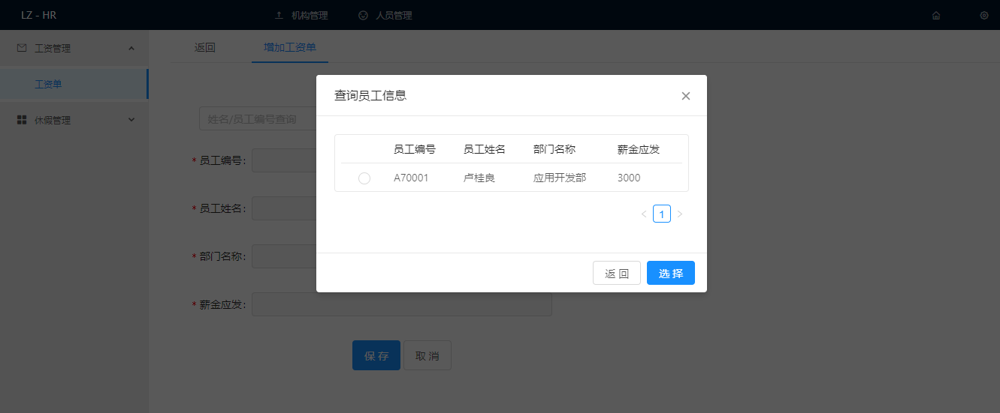 LZ - HR 机构管理 人员管理
工资管理
返回 增加工资单
工资单
休假管理
查询员工信息
姓名/员工编号查询
员工编号 员工姓名 部门名称 薪金应发
A70001 卢桂良 应用开发部 3000
1
返 回 选 择
* 员工编号:
* 员工姓名:
* 部门名称:
* 薪金应发:
保 存 取 消